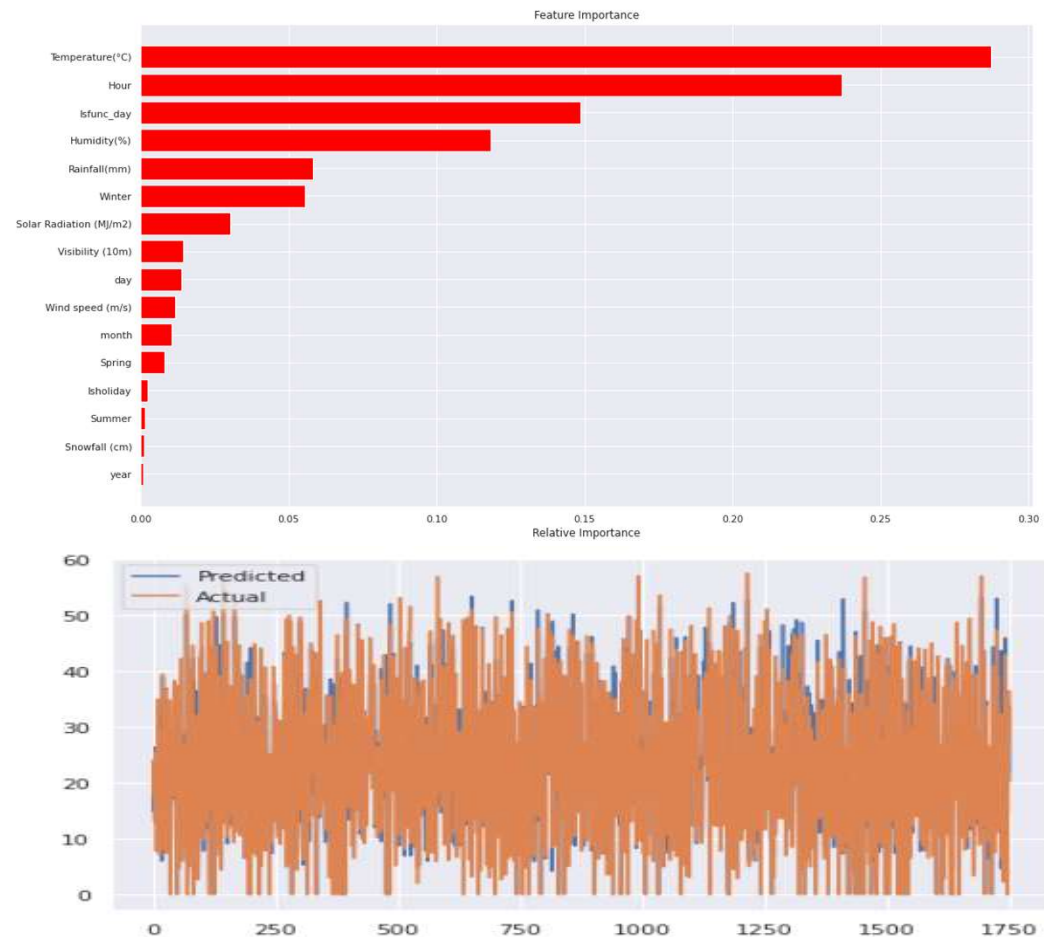 Feature Importance
Temperature(°C)
Hour
Isfunc_day
Humidity(%)
Rainfall(mm)
Winter
Solar Radiation (MJ/m2)
Visibility (10m)
day
Wind speed (m/s)
month
Spring
Isholiday
Summer
Snowfall (cm)
year
0.00 0.05 0.10 0.15 0.20 0.25 0.30
Relative Importance
60
Predicted
Actual
50
40
30
20
10
0
0 250 500 750 1000 1250 1500 1750